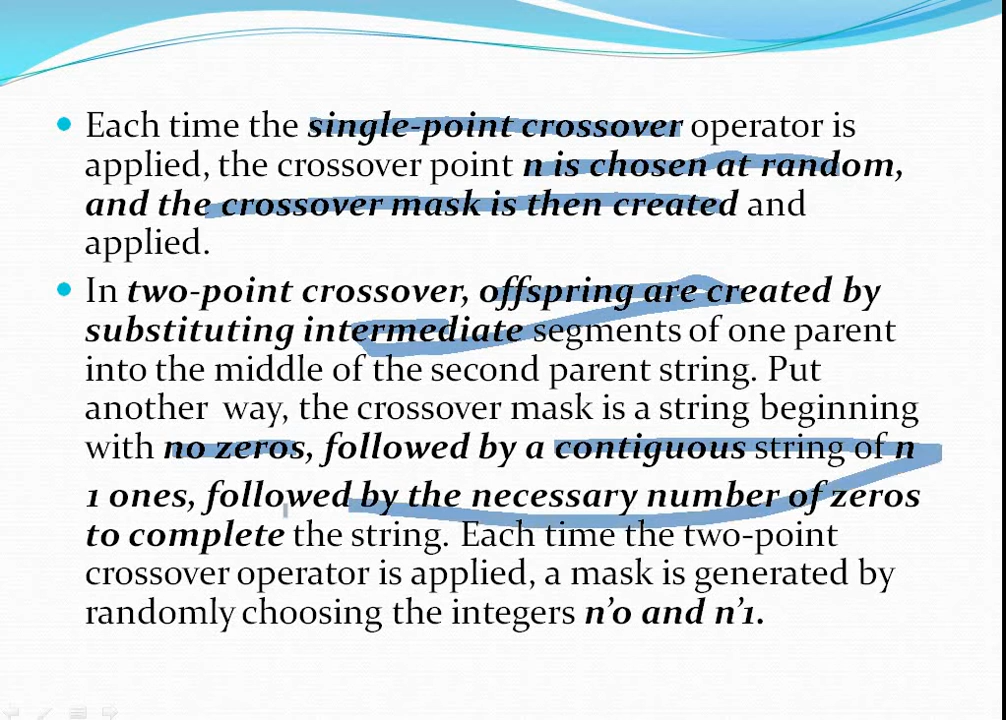 Each time the single-point crossover operator is
applied, the crossover point n is chosen at random,
and the crossover mask is then created and
applied.
In two-point crossover, offspring are created by
substituting intermediate segments of one parent
into the middle of the second parent string. Put
another way, the crossover mask is a string beginning
with no zeros, followed by a contiguous string of n
1 ones, followed by the necessary number of zeros
to complete the string. Each time the two-point
crossover operator is applied, a mask is generated by
randomly choosing the integers n’0 and n’1.